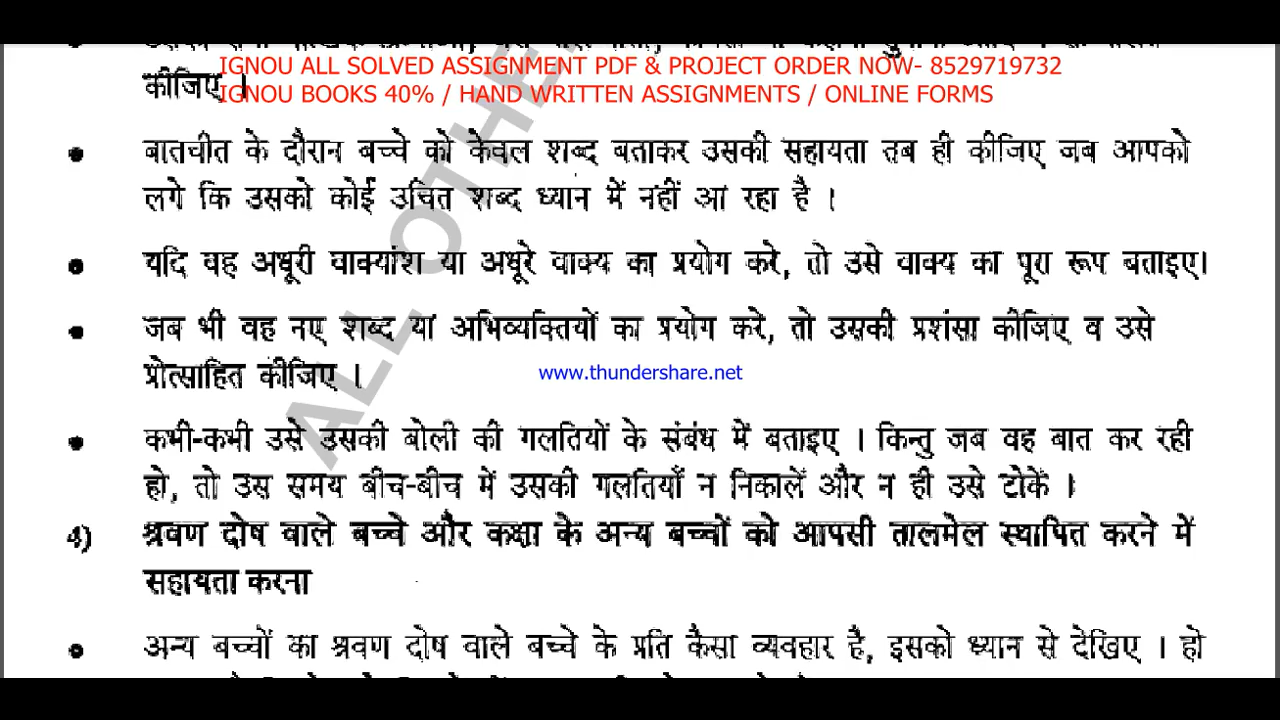 IGNOU ALL SOLVED ASSIGNMENT PDF & PROJECT ORDER NOW- 8529719732
कीजिए ।
IGNOU BOOKS 40% / HAND WRITTEN ASSIGNMENTS / ONLINE FORMS
ALL OTHE
• बातचीत के दौरान बच्चे को केवल शब्द बताकर उसकी सहायता तब ही कीजिए जब आपको
लगे कि उसको कोई उचित शब्द ध्यान में नहीं आ रहा है ।
• यदि वह अधूरी वाक्यांश या अधूरे वाक्य का प्रयोग करे, तो उसे वाक्य का पूरा रूप बताइए।
• जब भी वह नए शब्द या अभिव्यक्तियों का प्रयोग करे, तो उसकी प्रशंसा कीजिए व उसे
प्रोत्साहित कीजिए ।
www.thundershare.net
• कभी-कभी उसे उसकी बोली की गलतियों के संबंध में बताइए । किन्तु जब वह बात कर रही
हो, तो उस समय बीच-बीच में उसकी गलतियाँ न निकालें और न ही उसे टोकें ।
4) श्रवण दोष वाले बच्चे और कक्षा के अन्य बच्चों को आपसी तालमेल स्थापित करने में
सहायता करना
• अन्य बच्चों का श्रवण दोष वाले बच्चे के प्रति कैसा व्यवहार है, इसको ध्यान से देखिए । हो